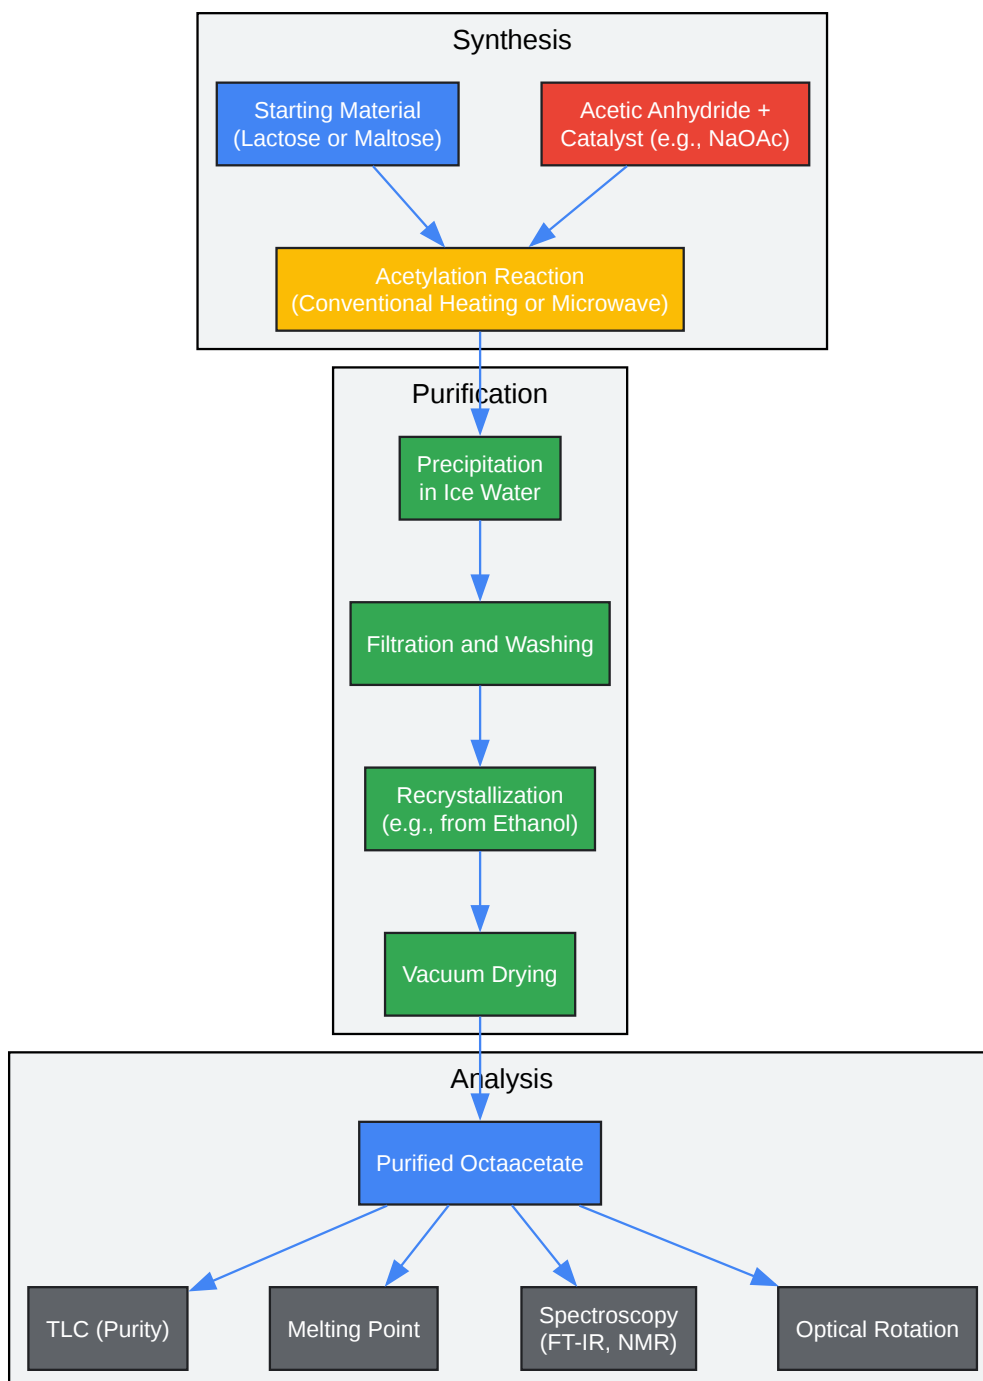 Synthesis
Starting Material
(Lactose or Maltose)
Acetic Anhydride +
Catalyst (e.g., NaOAc)
Acetylation Reaction
(Conventional Heating or Microwave)
Purification
Precipitation
in Ice Water
Filtration and Washing
Recrystallization
(e.g., from Ethanol)
Vacuum Drying
Analysis
Purified Octaacetate
TLC (Purity)
Melting Point
Spectroscopy
(FT-IR, NMR)
Optical Rotation